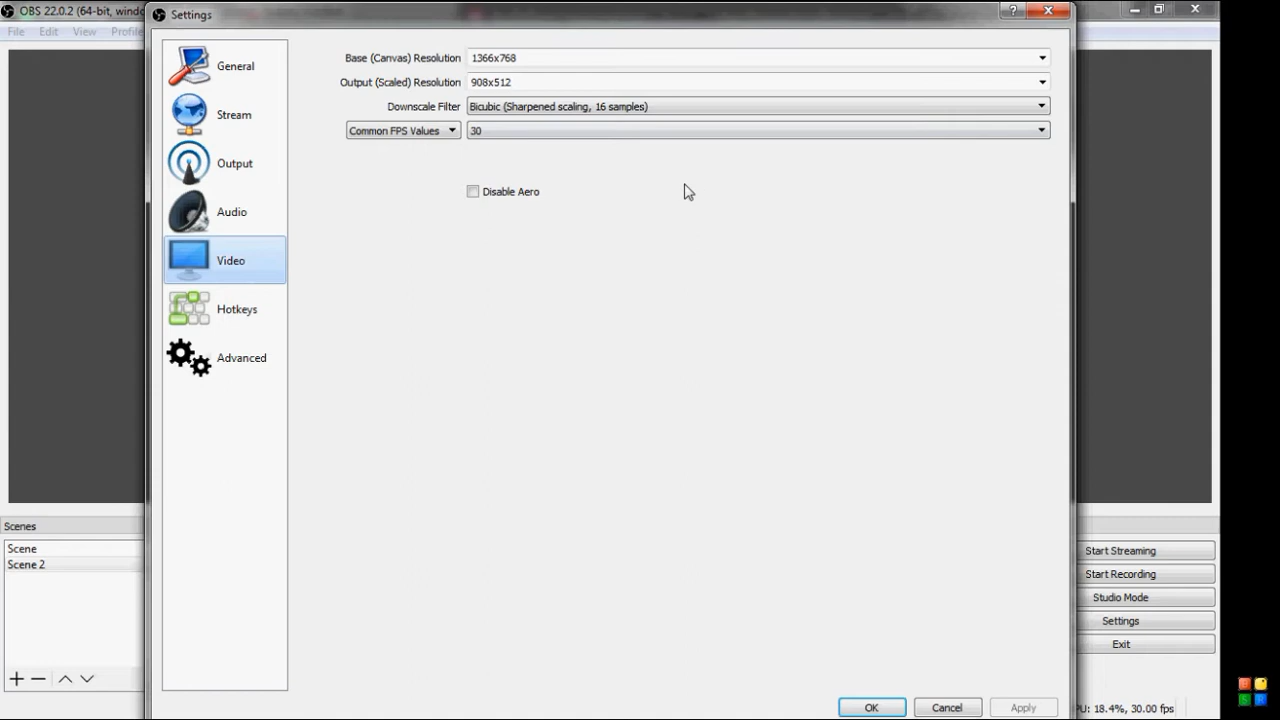 OBS 22.0.2 (64-bit, windo
Settings
?
File Edit View Profile
General
Stream
Output
Audio
Video
Hotkeys
Advanced
Base (Canvas) Resolution 1366x768
Output (Scaled) Resolution 908x512
Downscale Filter Bicubic (Sharpened scaling, 16 samples)
Common FPS Values 30
Disable Aero
Scenes
Scene
Scene 2
Start Streaming
Start Recording
Studio Mode
Settings
Exit
OK Cancel Apply
PU: 18.4%, 30.00 fps